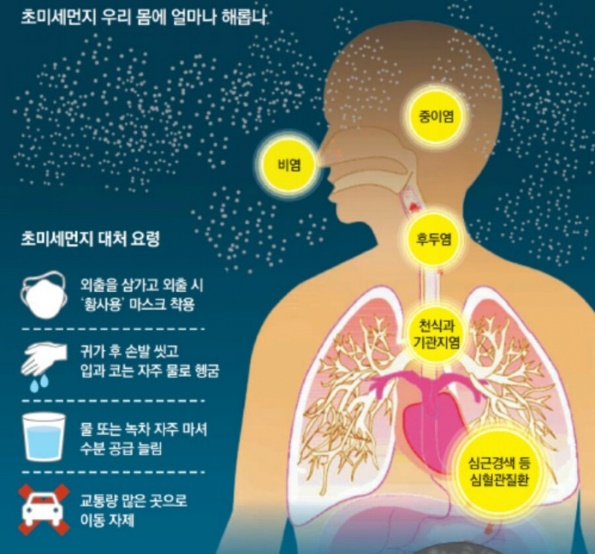 초미세먼지 우리 몸에 얼마나 해롭나
중이염
비염
후두염
천식과
기관지염
심근경색 등
심혈관질환
초미세먼지 대처 요령
외출을 삼가고 외출 시
'황사용' 마스크 착용
귀가 후 손발 씻고
입과 코는 자주 물로 헹굼
물 또는 녹차 자주 마셔
수분 공급 늘림
교통량 많은 곳으로
이동 자제